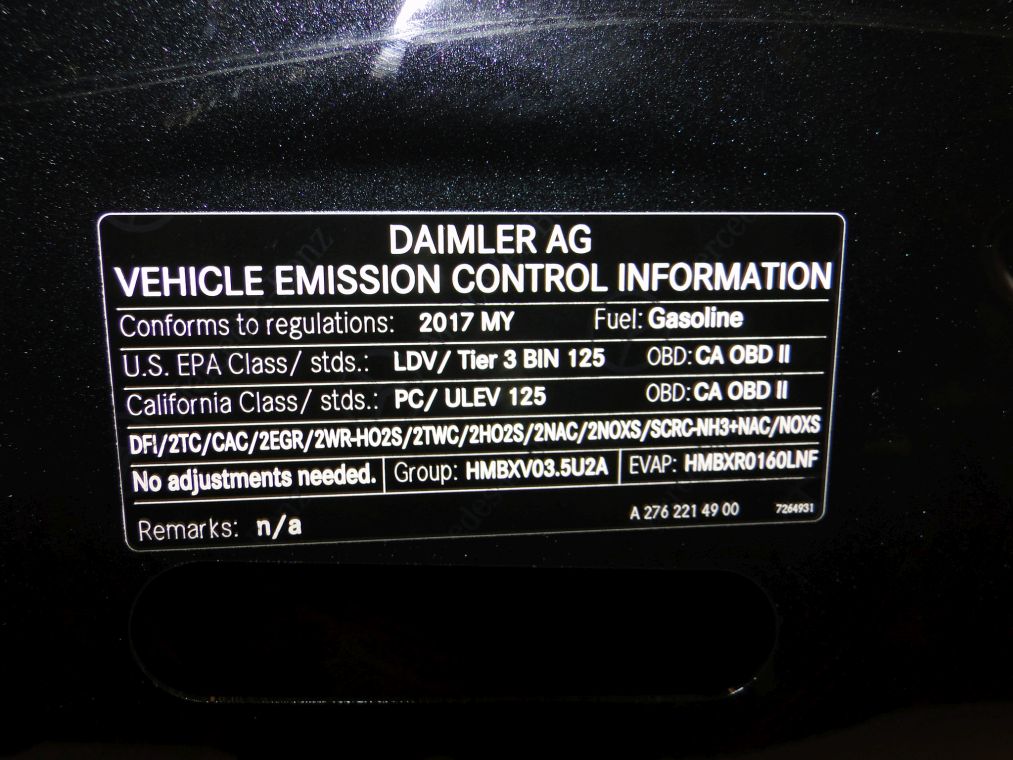 DAIMLER AG
VEHICLE EMISSION CONTROL INFORMATION
Conforms to regulations: 2017 MY Fuel: Gasoline
U.S. EPA Class/ stds.: LDV/ Tier 3 BIN 125 OBD: CA OBD II
California Class/ stds.: PC/ ULEV 125 OBD: CA OBD II
DFI/2TC/CAC/2EGR/2WR-HO2S/2TWC/2HO2S/2NAC/2NOXS/SCRC-NH3+NAC/NOXS
No adjustments needed. Group: HMBXV03.5U2A EVAP: HMBXR0160LNF
Remarks: n/a A 276 221 49 00 7264931